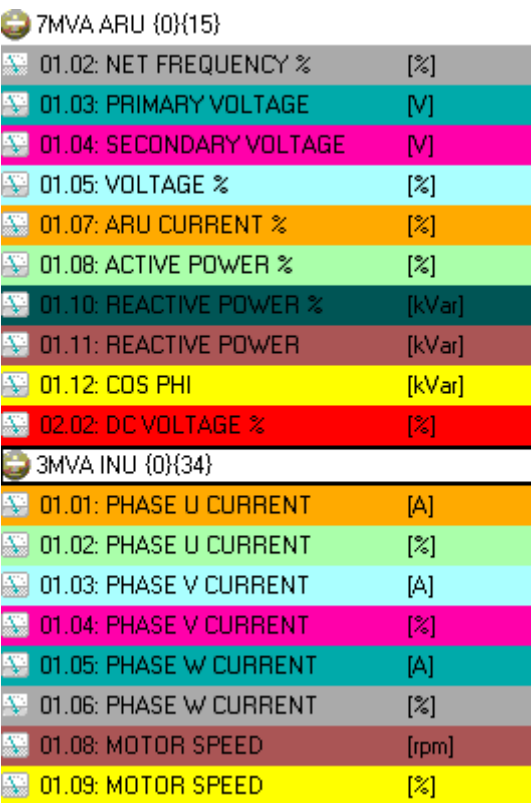 7MVA ARU {0}{15}
01.02: NET FREQUENCY % [%]
01.03: PRIMARY VOLTAGE [V]
01.04: SECONDARY VOLTAGE [V]
01.05: VOLTAGE % [%]
01.07: ARU CURRENT % [%]
01.08: ACTIVE POWER % [%]
01.10: REACTIVE POWER % [kVar]
01.11: REACTIVE POWER [kVar]
01.12: COS PHI [kVar]
02.02: DC VOLTAGE % [%]
3MVA INU {0}{34}
01.01: PHASE U CURRENT [A]
01.02: PHASE U CURRENT [%]
01.03: PHASE V CURRENT [A]
01.04: PHASE V CURRENT [%]
01.05: PHASE W CURRENT [A]
01.06: PHASE W CURRENT [%]
01.08: MOTOR SPEED [rpm]
01.09: MOTOR SPEED [%]